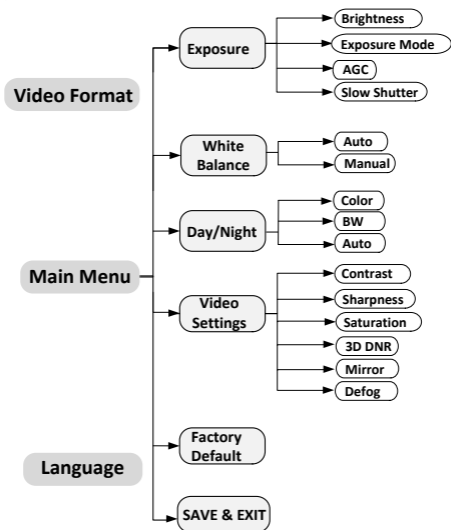 Video Format
Main Menu
Language
Exposure
Brightness
Exposure Mode
AGC
Slow Shutter
White
Balance
Auto
Manual
Day/Night
Color
BW
Auto
Video
Settings
Contrast
Sharpness
Saturation
3D DNR
Mirror
Defog
Factory
Default
SAVE & EXIT